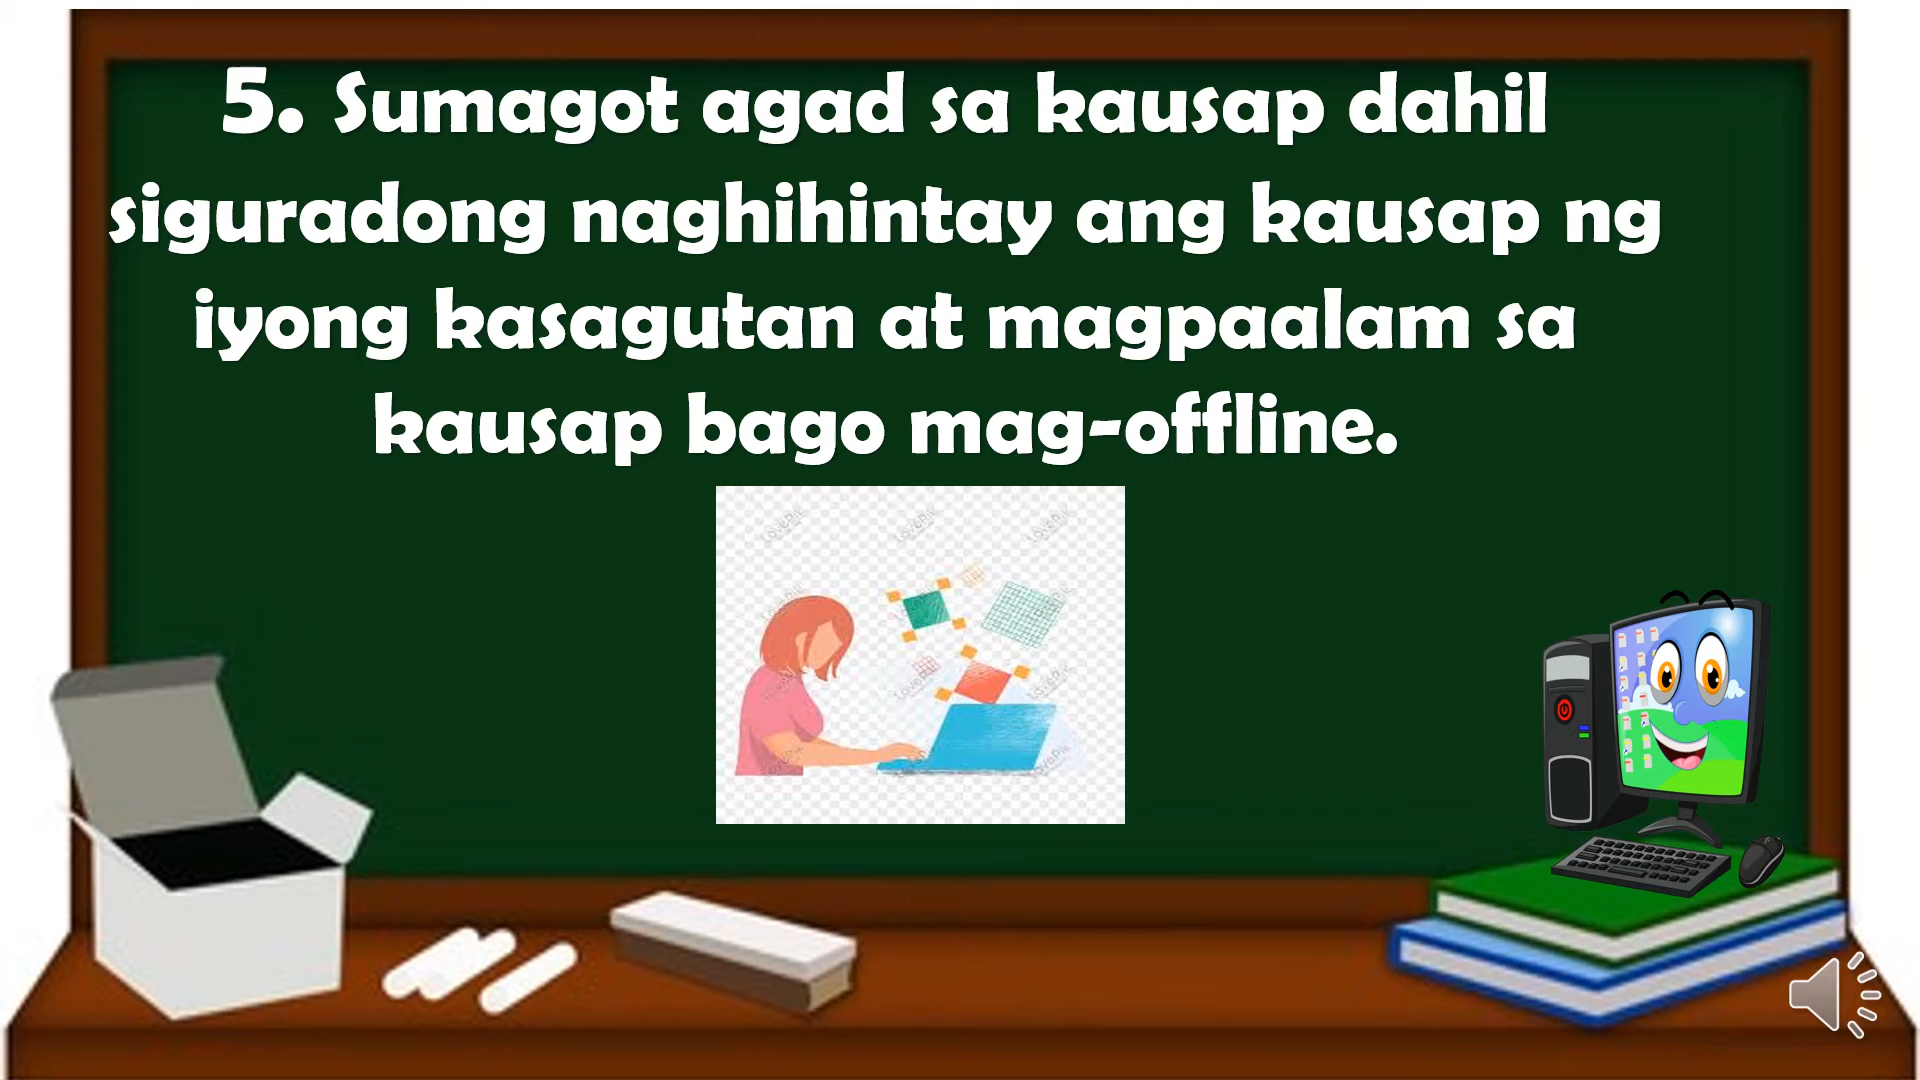 5. Sumagot agad sa kausap dahil
siguradong naghihintay ang kausap ng
iyong kasagutan at magpaalam sa
kausap bago mag-offline.